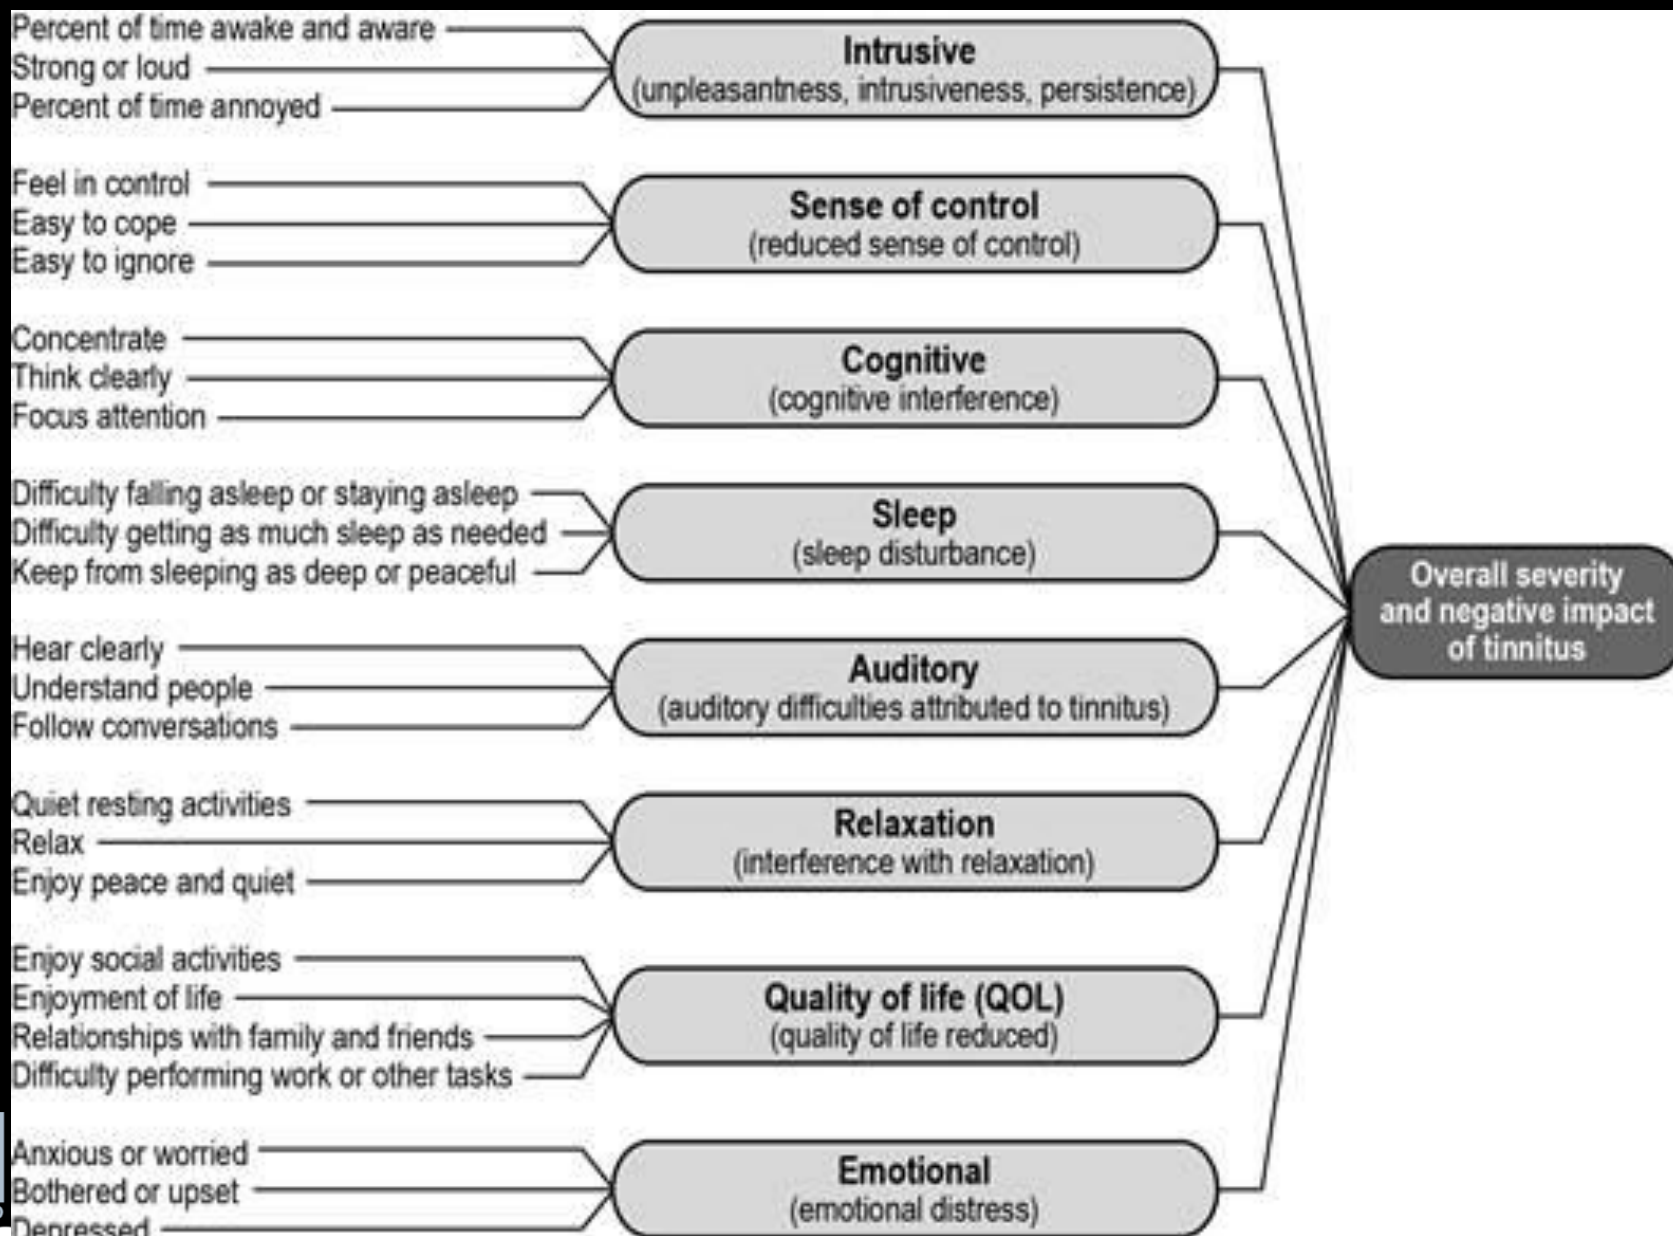 Percent of time awake and aware
Strong or loud
Percent of time annoyed
Intrusive
(unpleasantness, intrusiveness, persistence)
Feel in control
Easy to cope
Easy to ignore
Sense of control
(reduced sense of control)
Concentrate
Think clearly
Focus attention
Cognitive
(cognitive interference)
Difficulty falling asleep or staying asleep
Difficulty getting as much sleep as needed
Keep from sleeping as deep or peaceful
Sleep
(sleep disturbance)
Hear clearly
Understand people
Follow conversations
Auditory
(auditory difficulties attributed to tinnitus)
Quiet resting activities
Relax
Enjoy peace and quiet
Relaxation
(interference with relaxation)
Enjoy social activities
Enjoyment of life
Relationships with family and friends
Difficulty performing work or other tasks
Quality of life (QOL)
(quality of life reduced)
Anxious or worried
Bothered or upset
Depressed
Emotional
(emotional distress)
Overall severity
and negative impact
of tinnitus